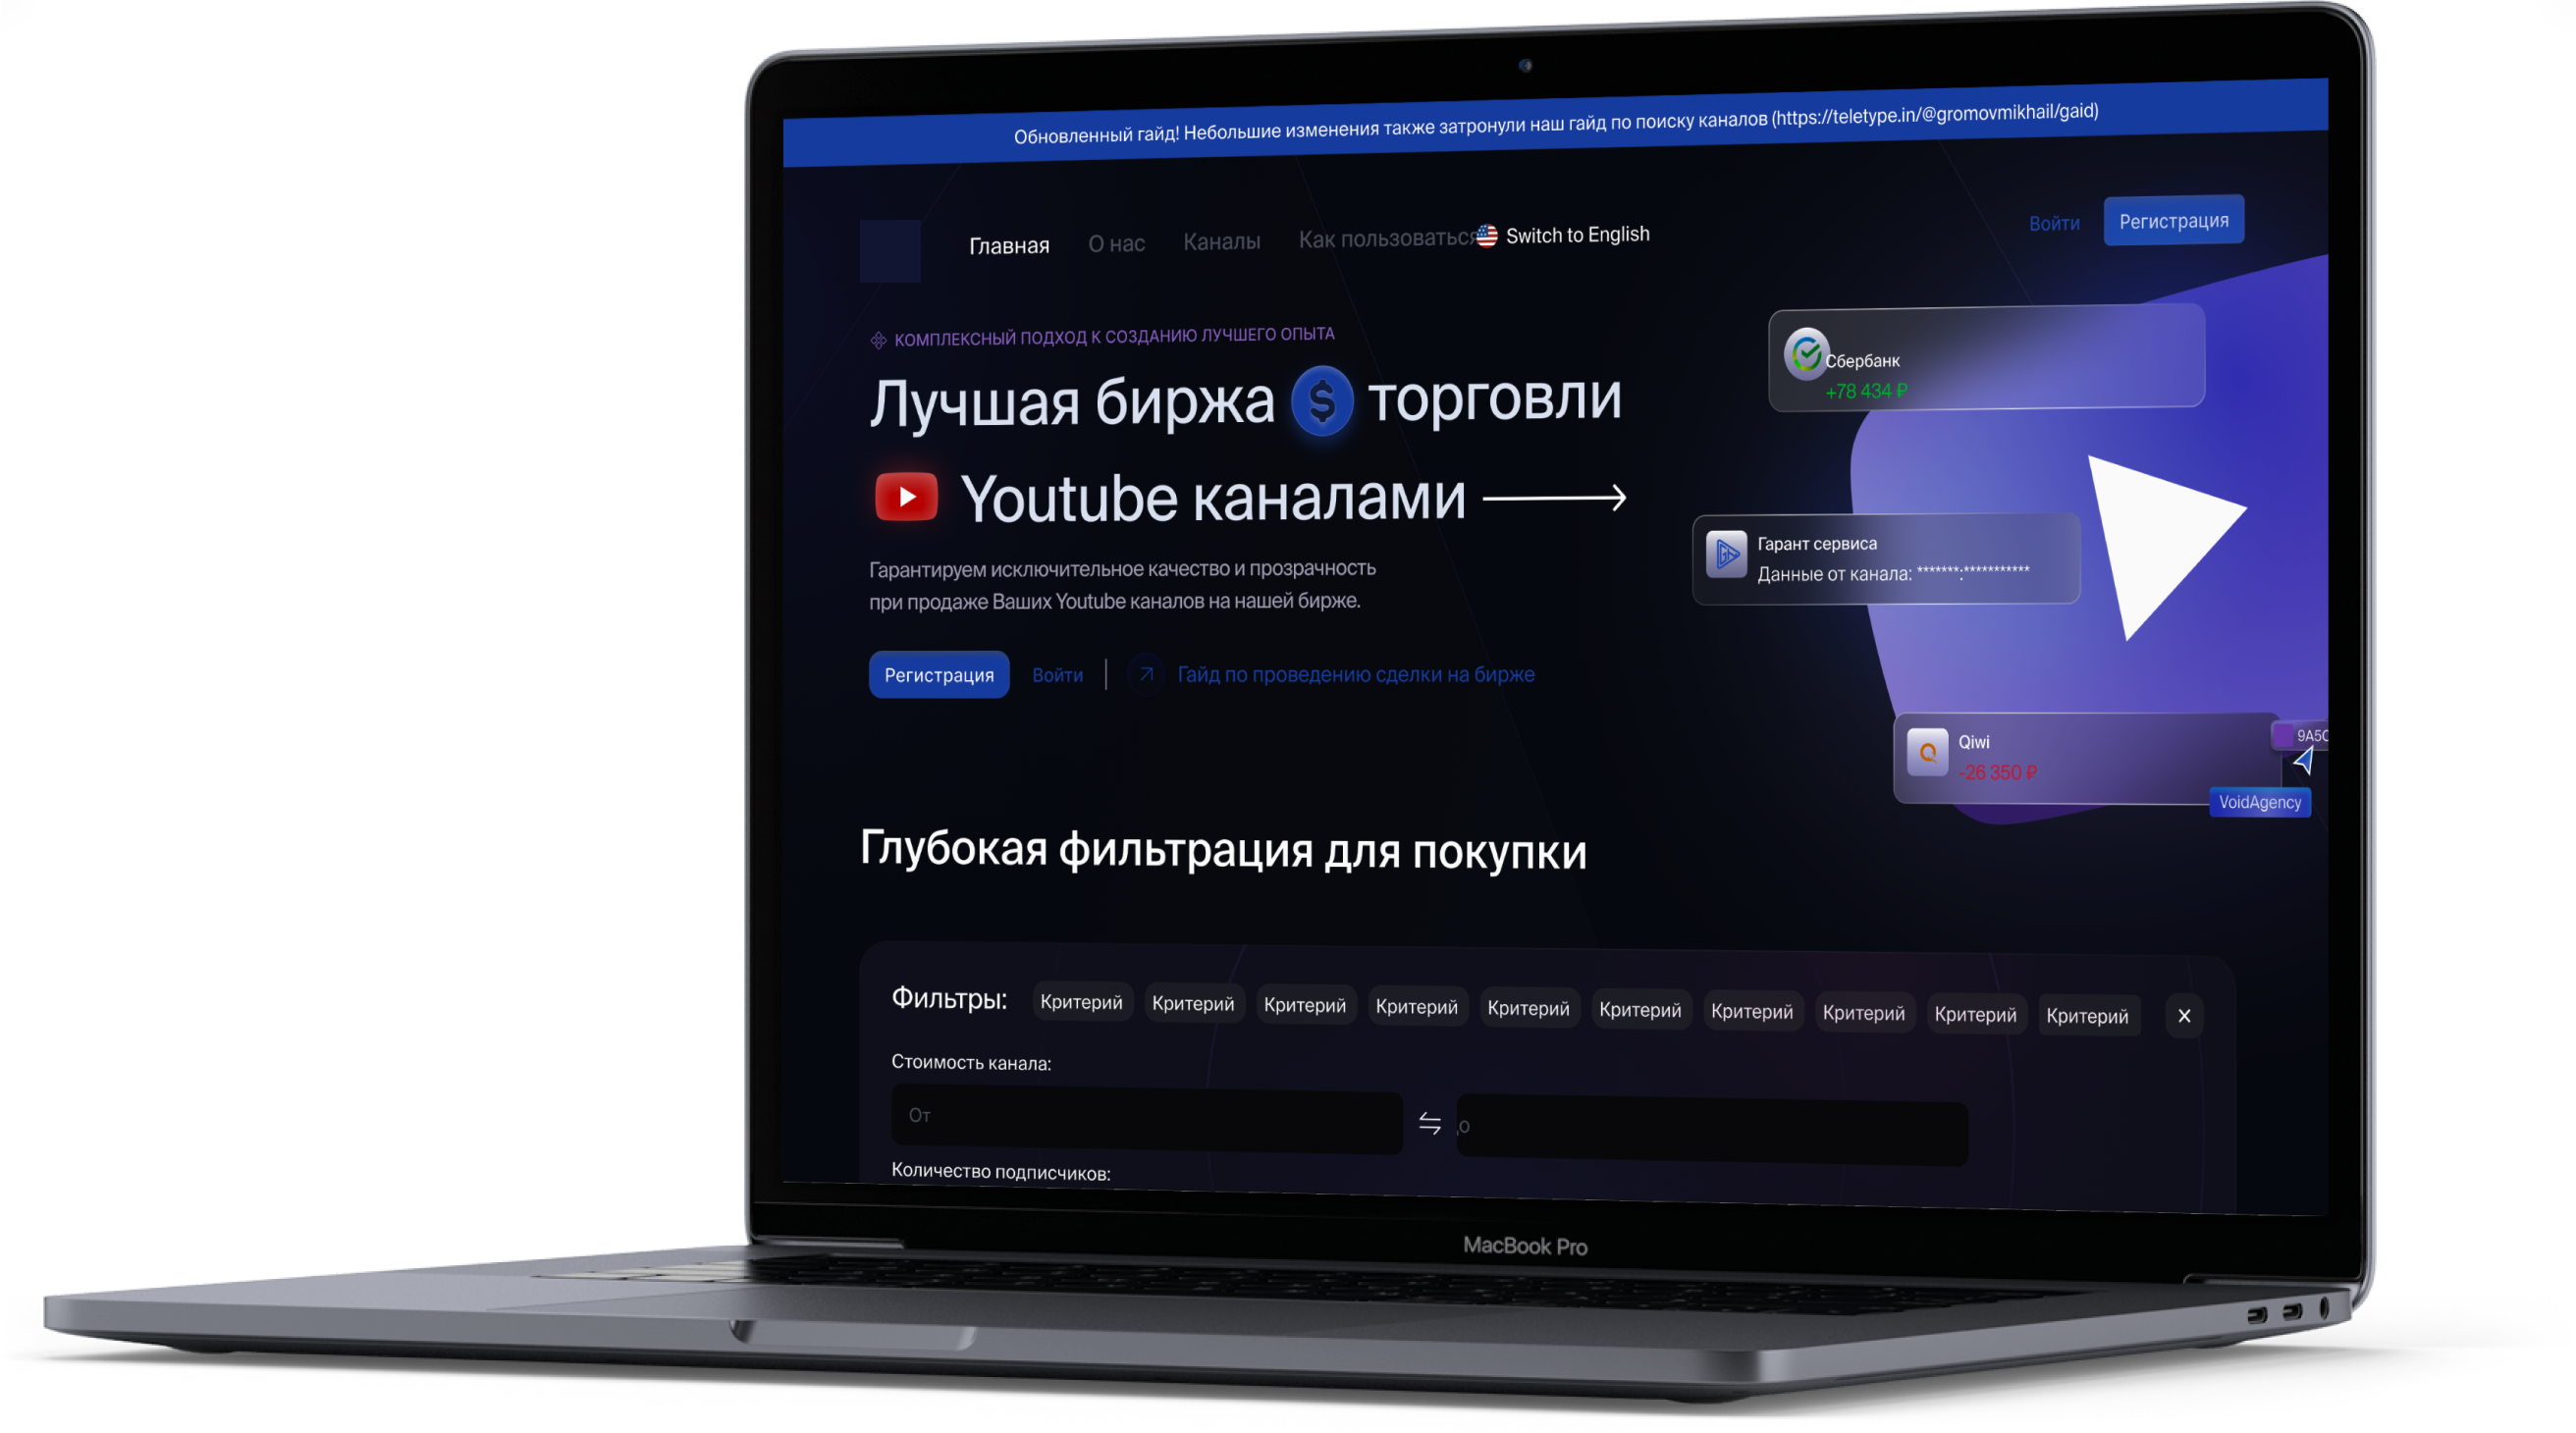 Обновленный гайд! Небольшие изменения также затронули наш гайд по поиску каналов (https://teletype.in/@gromovmikhail/gaid)
Главная О нас Каналы Как пользоваться Switch to English Войти Регистрация
КОМПЛЕКСНЫЙ ПОДХОД К СОЗДАНИЮ ЛУЧШЕГО ОПЫТА
Лучшая биржа $ торговли
Youtube каналами
Гарантируем исключительное качество и прозрачность
при продаже Ваших Youtube каналов на нашей бирже.
Регистрация Войти | Гайд по проведению сделки на бирже
Сбербанк
+78 434 ₽
Гарант сервиса
Данные от канала: *******:***********
Qiwi
-26 350 ₽
VoidAgency
Глубокая фильтрация для покупки
Фильтры: Критерий Критерий Критерий Критерий Критерий Критерий Критерий Критерий Критерий Критерий
Стоимость канала:
От
Количество подписчиков:
MacBook Pro